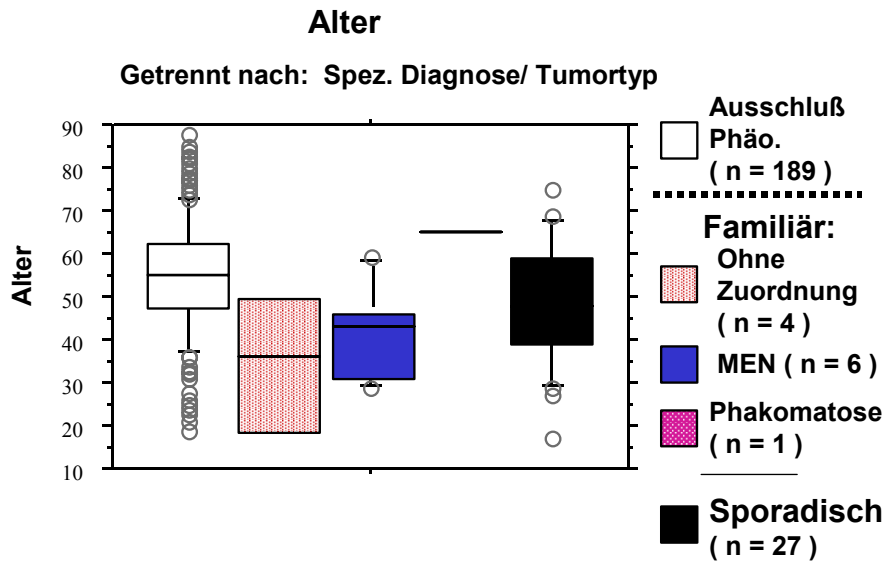 Alter
Getrennt nach: Spez. Diagnose/ Tumortyp
90
80
70
60
50
40
30
20
10
Alter
Ausschluß
Phäo.
( n = 189 )
Familiär:
Ohne
Zuordnung
( n = 4 )
MEN ( n = 6 )
Phakomatose
( n = 1 )
Sporadisch
( n = 27 )